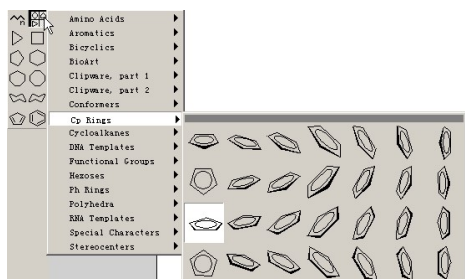 Amino Acids
Aromatics
Bicyclics
BioArt
Clipware, part 1
Clipware, part 2
Conformers
Cp Rings
Cycloalkanes
DNA Templates
Functional Groups
Hexoses
Ph Rings
Polyhedra
RNA Templates
Special Characters
Stereocenters